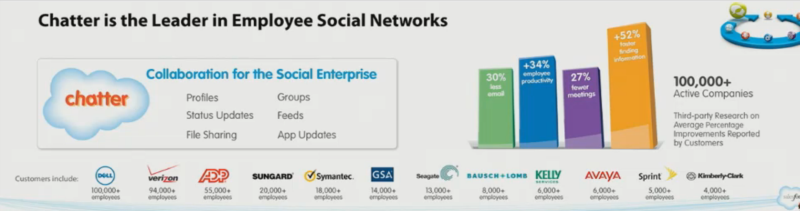 Chatter is the Leader in Employee Social Networks
chatter
Collaboration for the Social Enterprise
Profiles
Status Updates
File Sharing
Groups
Feeds
App Updates
30%
less
email
+34%
employee
productivity
27%
fewer
meetings
+52%
faster
finding
information
100,000+
Active Companies
Third-party Research on
Average Percentage
Improvements Reported
by Customers
Customers include:
DELL
100,000+
employees
verizon
94,000+
employees
ADP
55,000+
employees
SUNGARD
20,000+
employees
Symantec.
18,000+
employees
GSA
14,000+
employees
Seagate
13,000+
employees
BAUSCH+LOMB
8,000+
employees
KELLY
SERVICES
6,000+
employees
AVAYA
6,000+
employees
Sprint
5,000+
employees
Kimberly-Clark
4,000+
employees